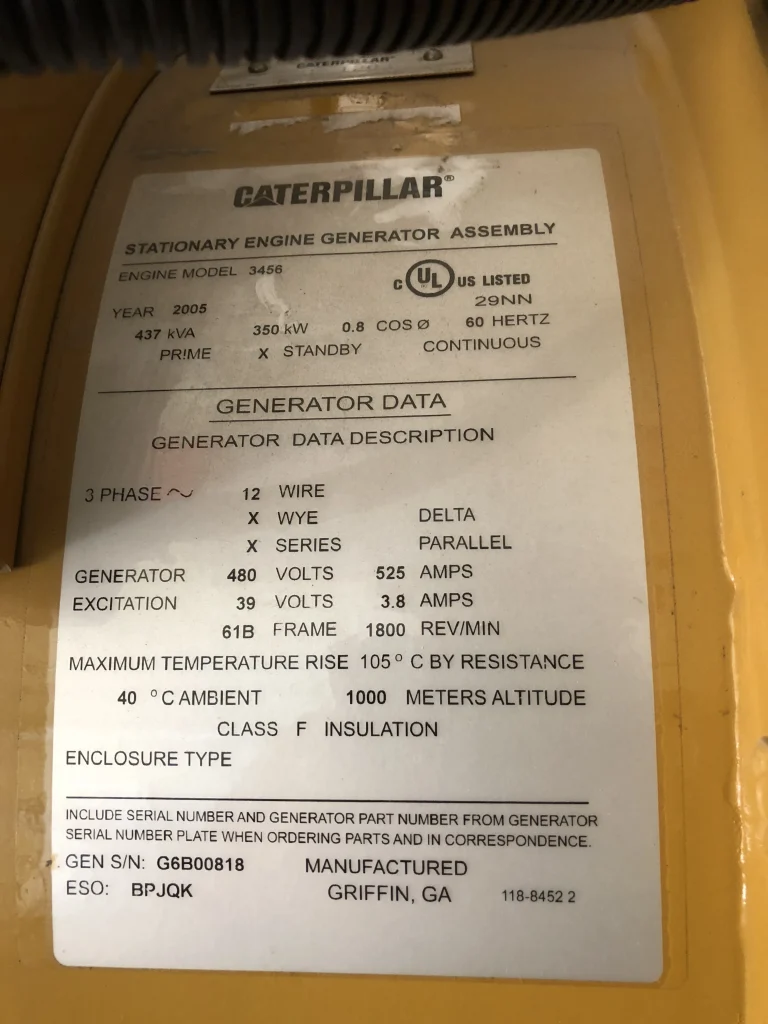 CATERPILLAR
CATERPILLAR®
STATIONARY ENGINE GENERATOR ASSEMBLY
ENGINE MODEL 3456
C UL US LISTED
29NN
YEAR 2005
437 kVA 350 kW 0.8 COS Ø 60 HERTZ
PRIME X STANDBY CONTINUOUS
GENERATOR DATA
GENERATOR DATA DESCRIPTION
3 PHASE ~ 12 WIRE
X WYE DELTA
X SERIES PARALLEL
GENERATOR 480 VOLTS 525 AMPS
EXCITATION 39 VOLTS 3.8 AMPS
61B FRAME 1800 REV/MIN
MAXIMUM TEMPERATURE RISE 105° C BY RESISTANCE
40 °C AMBIENT 1000 METERS ALTITUDE
CLASS F INSULATION
ENCLOSURE TYPE
INCLUDE SERIAL NUMBER AND GENERATOR PART NUMBER FROM GENERATOR
SERIAL NUMBER PLATE WHEN ORDERING PARTS AND IN CORRESPONDENCE.
GEN S/N: G6B00818 MANUFACTURED
ESO: BPJQK GRIFFIN, GA 118-8452 2